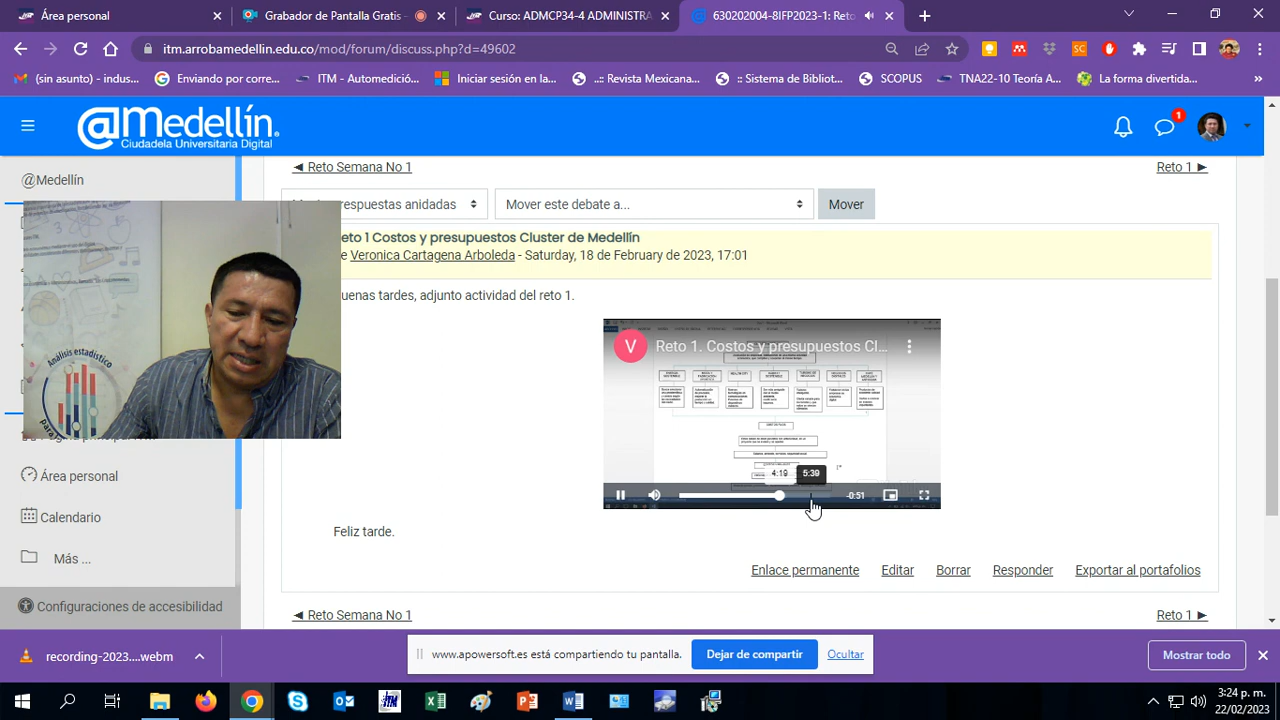 Área personal
Grabador de Pantalla Gratis -
Curso: ADMCP34-4 ADMINISTRA
630202004-8IFP2023-1: Reto
itm.arrobamedellin.edu.co/mod/forum/discuss.php?d=49602
(sin asunto) - indus...
Enviando por corre...
ITM - Automedició...
Iniciar sesión en la...
..:: Revista Mexicana...
:: Sistema de Bibliot...
SCOPUS
TNA22-10 Teoría A...
La forma divertida...
@Medellín
Ciudadela Universitaria Digital
1
@Medellín
◄ Reto Semana No 1
Reto 1 ►
respuestas anidadas
Mover este debate a...
Mover
eto 1 Costos y presupuestos Cluster de Medellín
e Veronica Cartagena Arboleda - Saturday, 18 de February de 2023, 17:01
uenas tardes, adjunto actividad del reto 1.
V
Reto 1. Costos y presupuestos Cl...
4:19
5:39
-0:51
Análisis estadístico
Feliz tarde.
Enlace permanente
Editar
Borrar
Responder
Exportar al portafolios
◄ Reto Semana No 1
Reto 1 ►
Área personal
Calendario
Más ...
Configuraciones de accesibilidad
recording-2023....webm
www.apowersoft.es está compartiendo tu pantalla.
Dejar de compartir
Ocultar
Mostrar todo
3:24 p. m.
22/02/2023